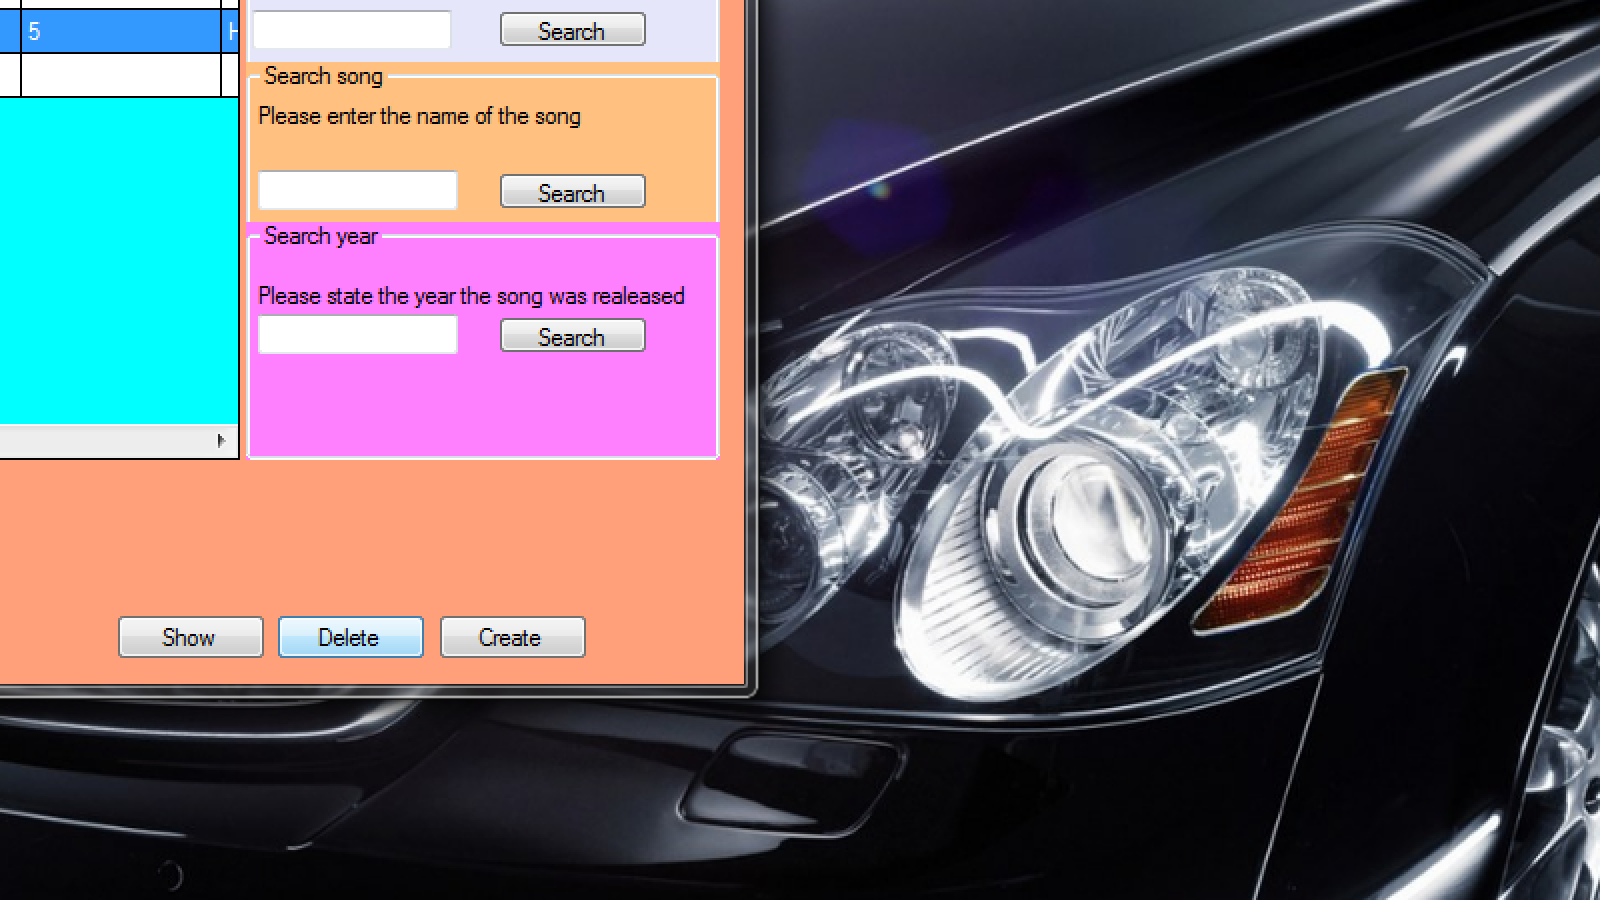 5
H
Search
Search song
Please enter the name of the song
Search
Search year
Please state the year the song was realeased
Search
Show
Delete
Create